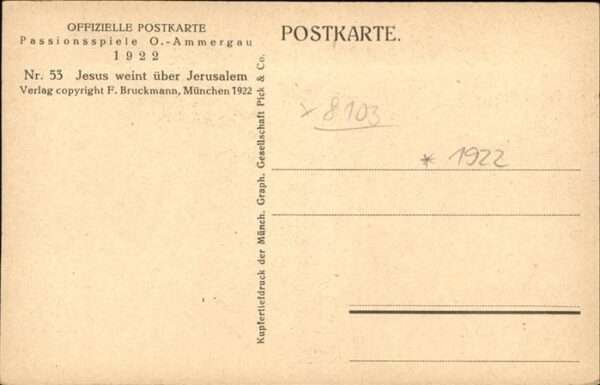 OFFIZIELLE POSTKARTE
Passionsspiele O.-Ammergau
1922
Nr. 53 Jesus weint über Jerusalem
Verlag copyright F. Bruckmann, München 1922
Kupfertiefdruck der Münch. Graph. Gesellschaft Pick & Co.
POSTKARTE.
8103
* 1922